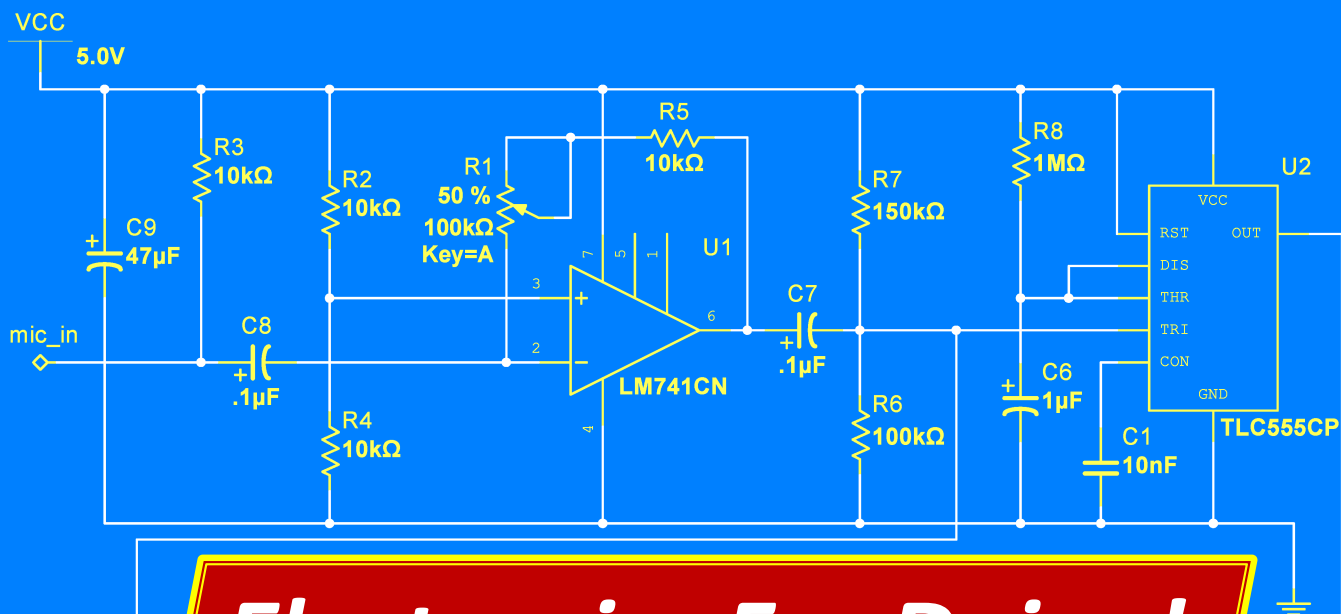 VCC
5.0V
R3
10kΩ
R2
10kΩ
R1
50 %
100kΩ
Key=A
R5
10kΩ
C9
47µF
+
mic_in
C8
+
.1µF
R4
10kΩ
7
5
1
U1
3
+
2
−
6
4
LM741CN
C7
+
.1µF
R7
150kΩ
R6
100kΩ
R8
1MΩ
C6
+
1µF
C1
10nF
U2
VCC
RST
OUT
DIS
THR
TRI
CON
GND
TLC555CP